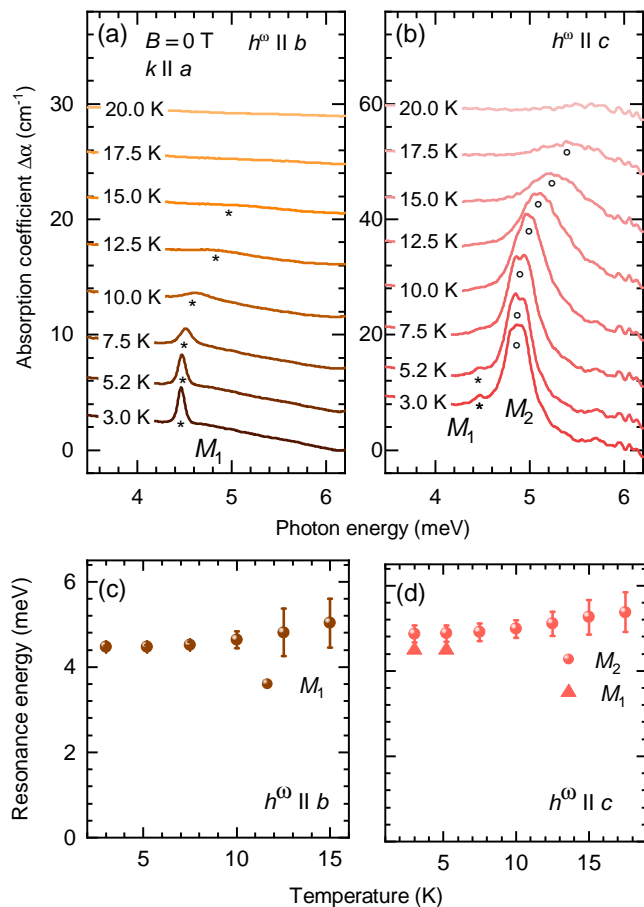 (a)
B = 0 T
k || a
h^ω || b
Absorption coefficient Δα (cm⁻¹)
30
20
10
0
20.0 K
17.5 K
15.0 K
*
12.5 K
*
10.0 K
*
7.5 K
*
5.2 K
*
3.0 K
*
M₁
4
5
6
(b)
h^ω || c
60
40
20
0
20.0 K
17.5 K
15.0 K
12.5 K
10.0 K
7.5 K
5.2 K
*
3.0 K
*
M₁
M₂
4
5
6
Photon energy (meV)
(c)
Resonance energy (meV)
6
4
2
0
M₁
h^ω || b
5
10
15
(d)
M₂
M₁
h^ω || c
5
10
15
Temperature (K)